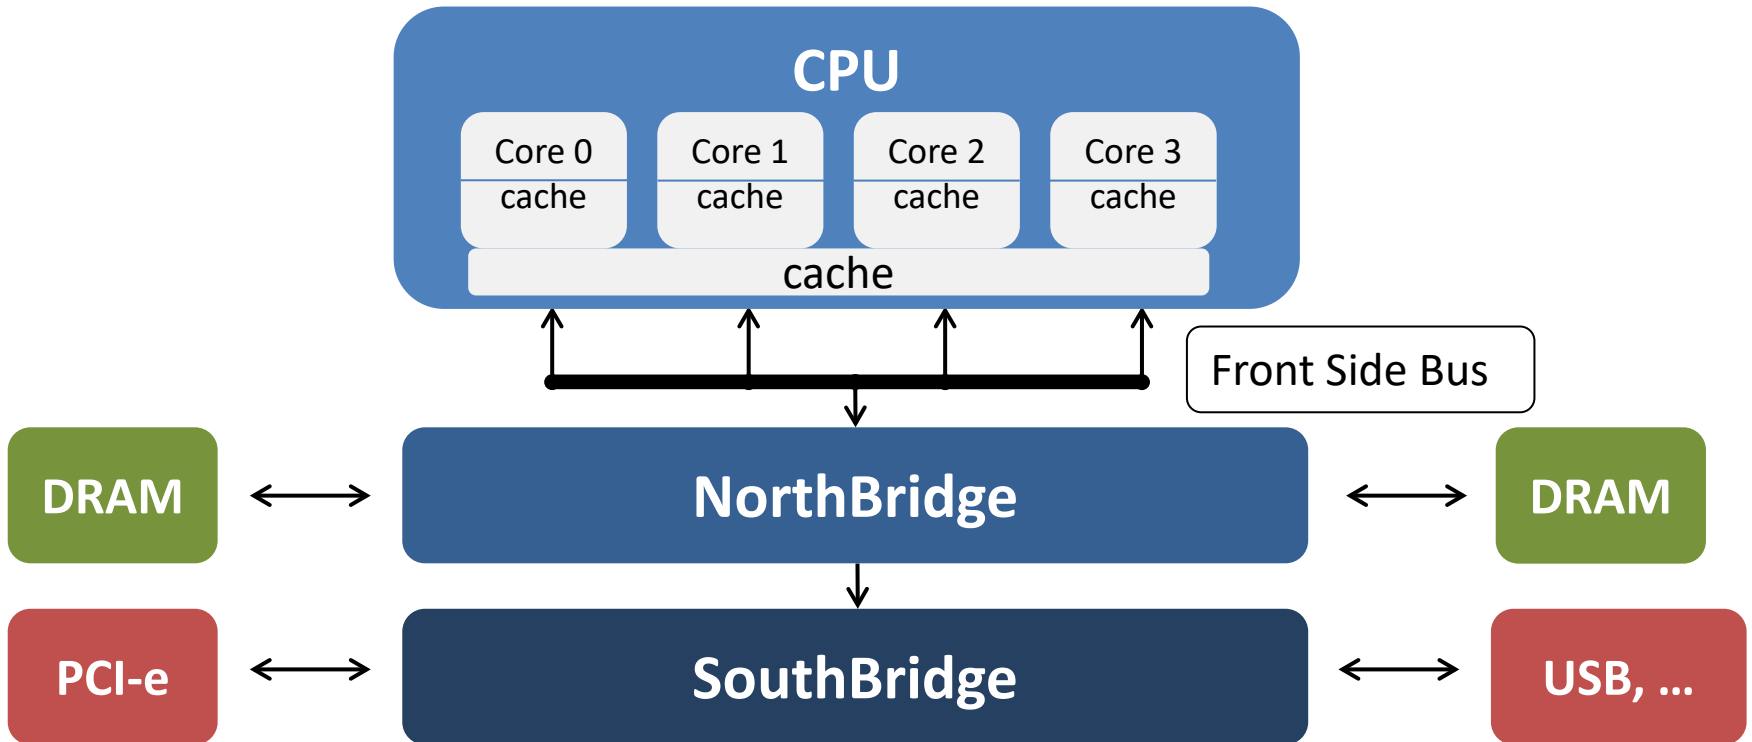 CPU
Core 0
Core 1
Core 2
Core 3
cache
cache
cache
cache
cache
Front Side Bus
DRAM
NorthBridge
DRAM
PCI-e
SouthBridge
USB, ...